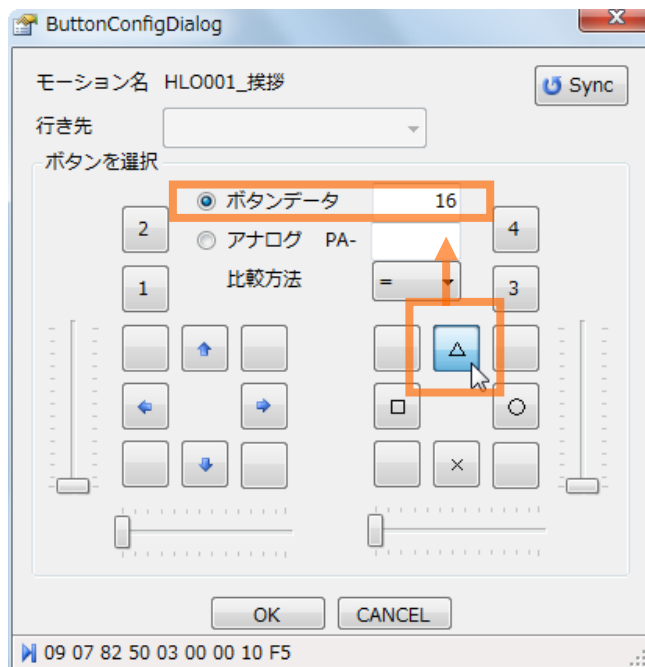 ButtonConfigDialog
モーション名 HLO001_挨拶
Sync
行き先
ボタンを選択
ボタンデータ 16
2
4
アナログ PA-
比較方法 =
1
3
△
□
○
×
OK CANCEL
09 07 82 50 03 00 00 10 F5